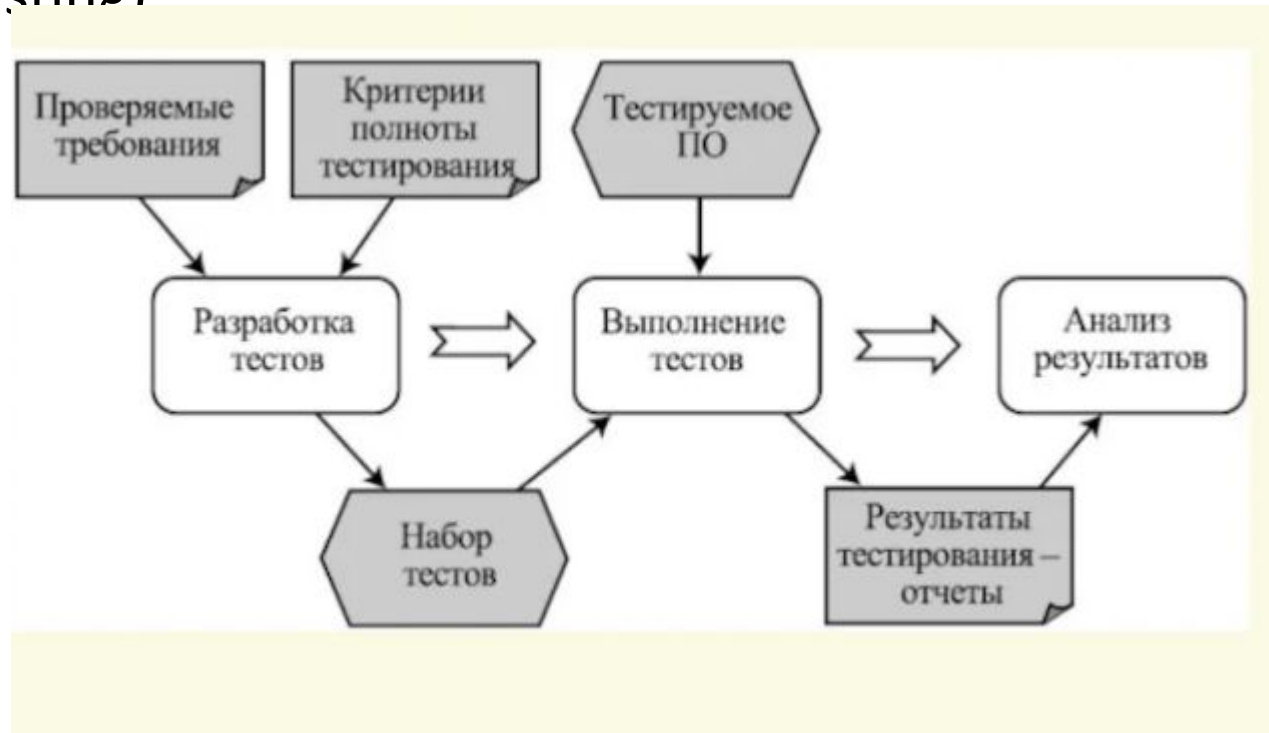 Проверяемые
требования
Критерии
полноты
тестирования
Тестируемое
ПО
Разработка
тестов
Выполнение
тестов
Анализ
результатов
Набор
тестов
Результаты
тестирования –
отчеты